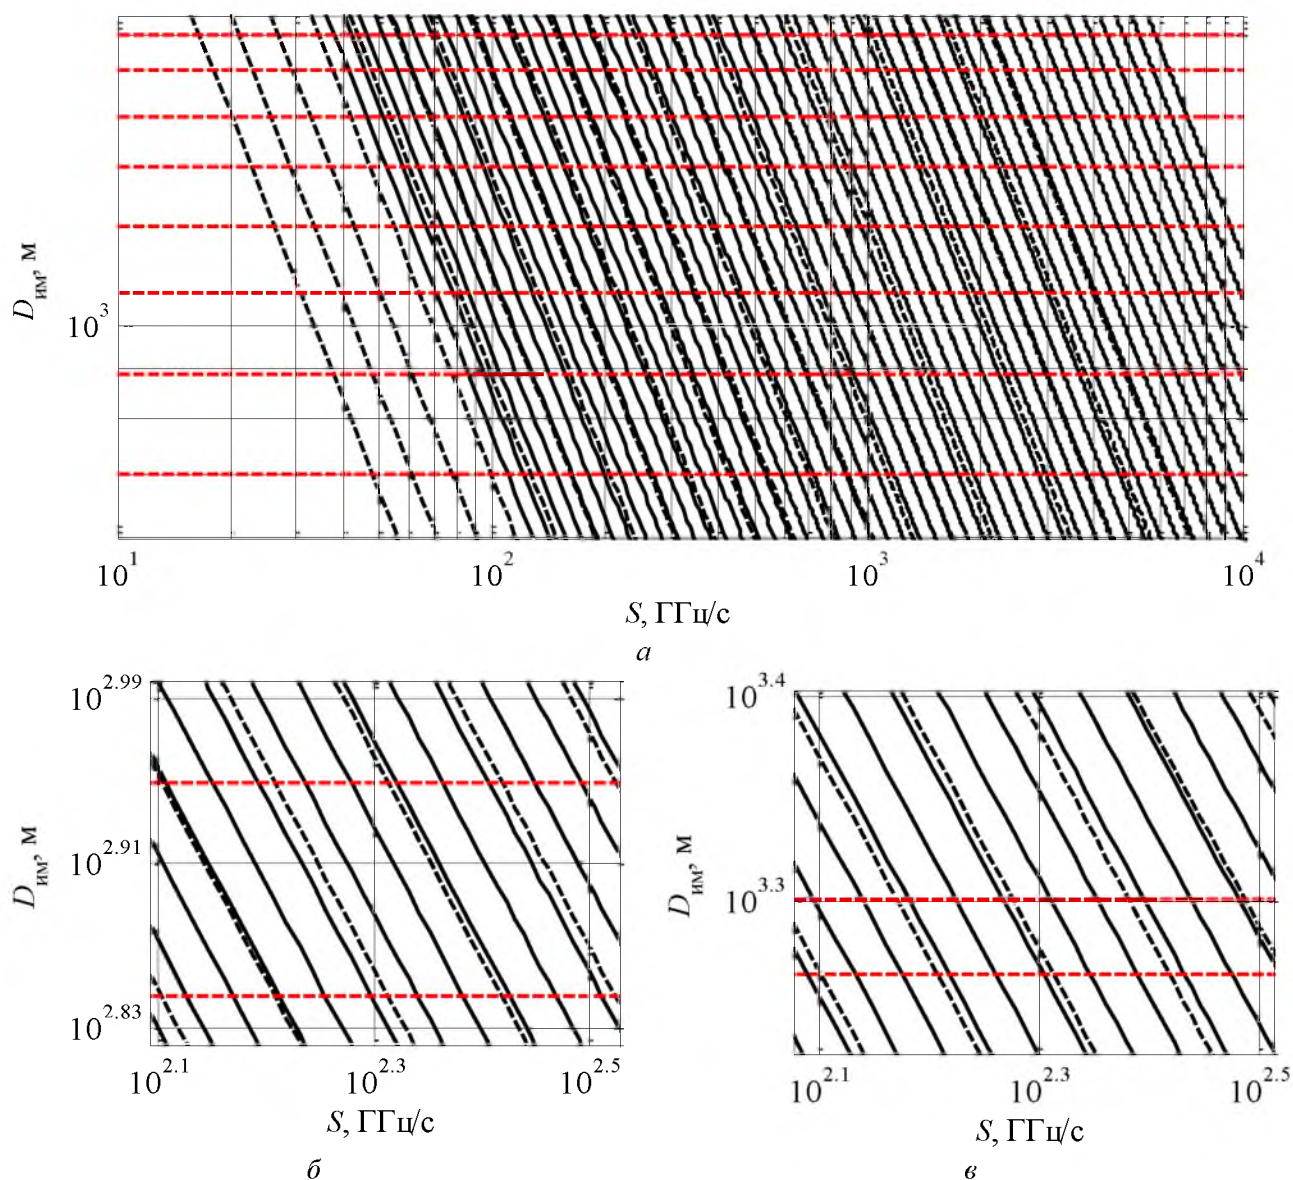 D_им, м
10^3
10^1 10^2 10^3 10^4
S, ГГц/с
а
10^2.99
10^2.91
10^2.83
D_им, м
10^2.1 10^2.3 10^2.5
S, ГГц/с
б
10^3.4
10^3.3
D_им, м
10^2.1 10^2.3 10^2.5
S, ГГц/с
в